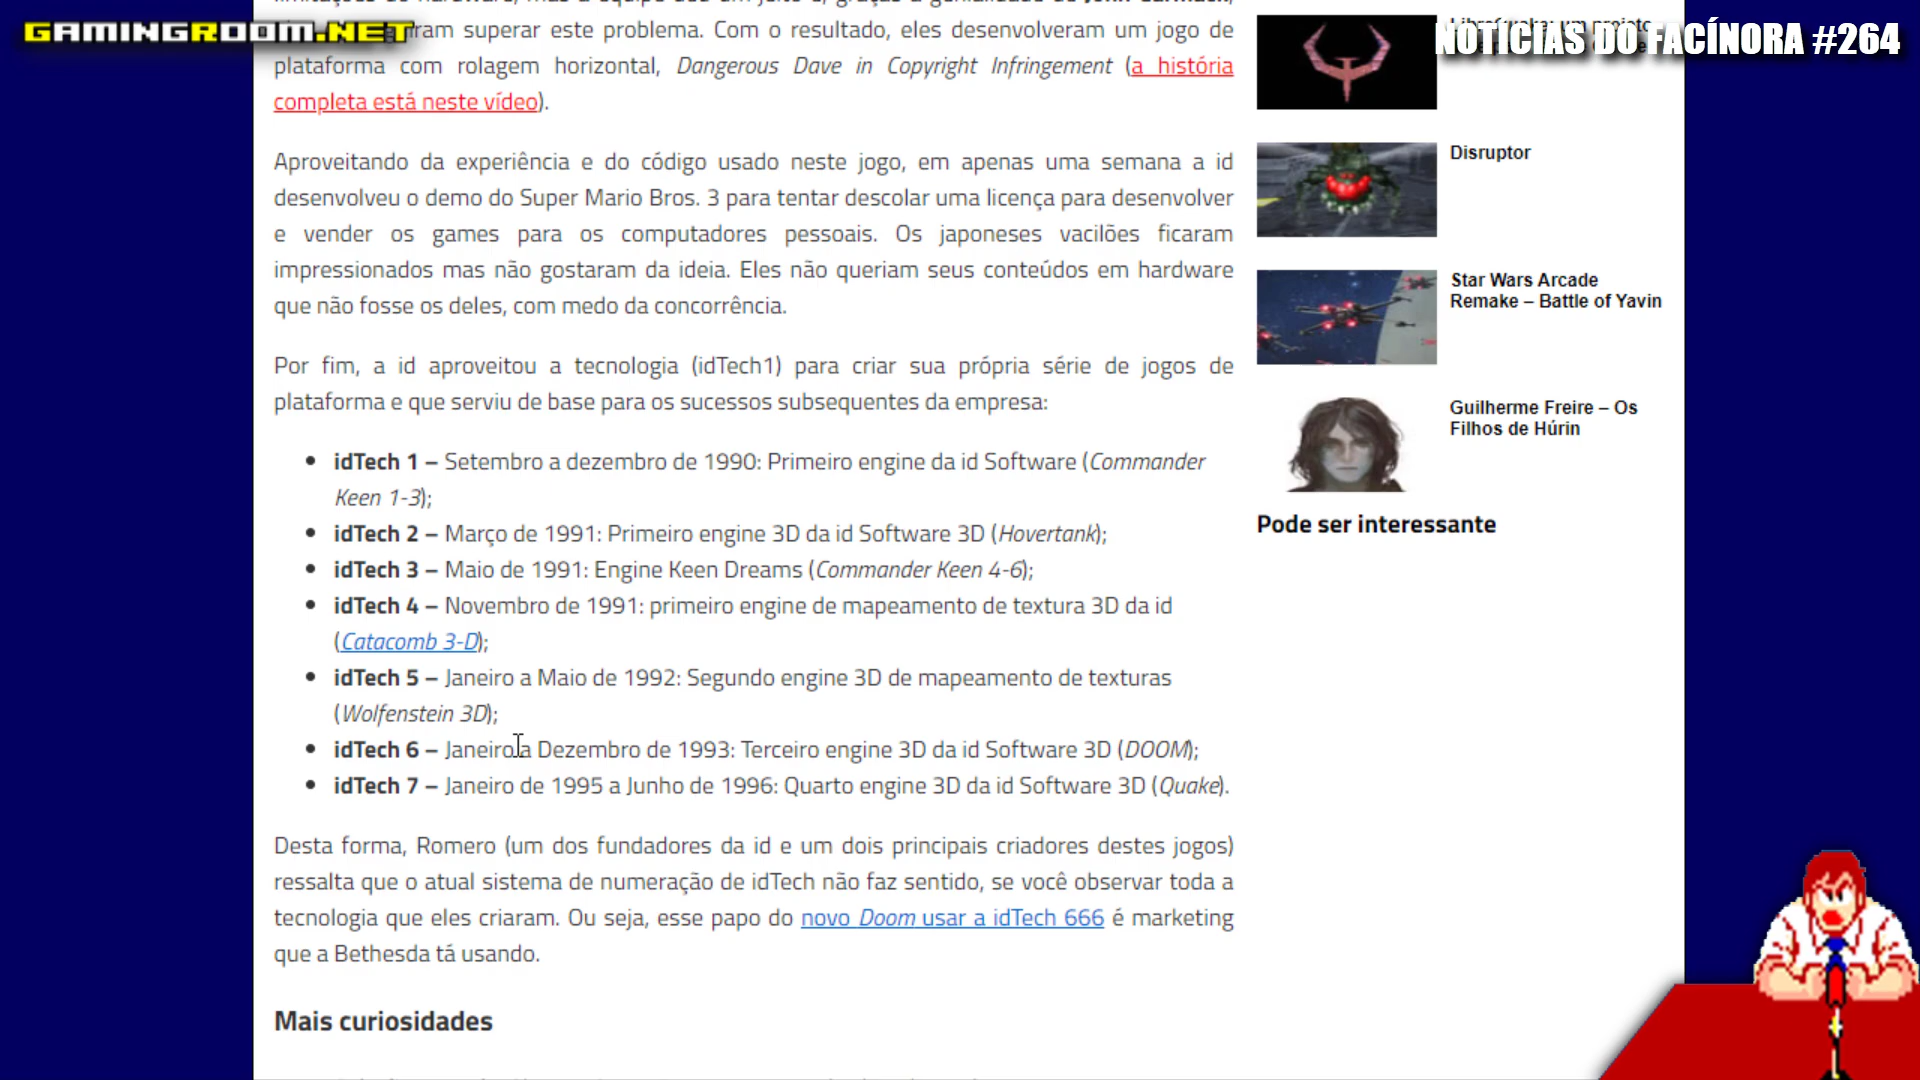 GAMINGROOM.NET
NOTÍCIAS DO FACÍNORA #264
ram superar este problema. Com o resultado, eles desenvolveram um jogo de
plataforma com rolagem horizontal, Dangerous Dave in Copyright Infringement (a história
completa está neste vídeo).
Aproveitando da experiência e do código usado neste jogo, em apenas uma semana a id
desenvolveu o demo do Super Mario Bros. 3 para tentar descolar uma licença para desenvolver
e vender os games para os computadores pessoais. Os japoneses vacilões ficaram
impressionados mas não gostaram da ideia. Eles não queriam seus conteúdos em hardware
que não fosse os deles, com medo da concorrência.
Por fim, a id aproveitou a tecnologia (idTech1) para criar sua própria série de jogos de
plataforma e que serviu de base para os sucessos subsequentes da empresa:
• idTech 1 – Setembro a dezembro de 1990: Primeiro engine da id Software (Commander
Keen 1-3);
• idTech 2 – Março de 1991: Primeiro engine 3D da id Software 3D (Hovertank);
• idTech 3 – Maio de 1991: Engine Keen Dreams (Commander Keen 4-6);
• idTech 4 – Novembro de 1991: primeiro engine de mapeamento de textura 3D da id
(Catacomb 3-D);
• idTech 5 – Janeiro a Maio de 1992: Segundo engine 3D de mapeamento de texturas
(Wolfenstein 3D);
• idTech 6 – Janeiro a Dezembro de 1993: Terceiro engine 3D da id Software 3D (DOOM);
• idTech 7 – Janeiro de 1995 a Junho de 1996: Quarto engine 3D da id Software 3D (Quake).
Desta forma, Romero (um dos fundadores da id e um dois principais criadores destes jogos)
ressalta que o atual sistema de numeração de idTech não faz sentido, se você observar toda a
tecnologia que eles criaram. Ou seja, esse papo do novo Doom usar a idTech 666 é marketing
que a Bethesda tá usando.
Mais curiosidades
Disruptor
Star Wars Arcade
Remake – Battle of Yavin
Guilherme Freire – Os
Filhos de Húrin
Pode ser interessante